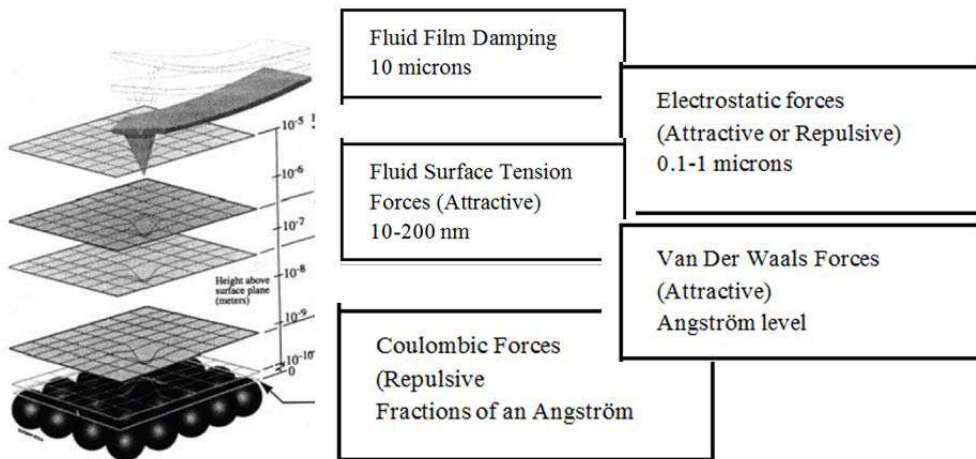 Fluid Film Damping
10 microns
Electrostatic forces
(Attractive or Repulsive)
0.1-1 microns
Fluid Surface Tension
Forces (Attractive)
10-200 nm
Van Der Waals Forces
(Attractive)
Angström level
Coulombic Forces
(Repulsive
Fractions of an Angström
10-5
10-6
10-7
10-8
Height above
surface plane
(meters)
10-9
10-10
0